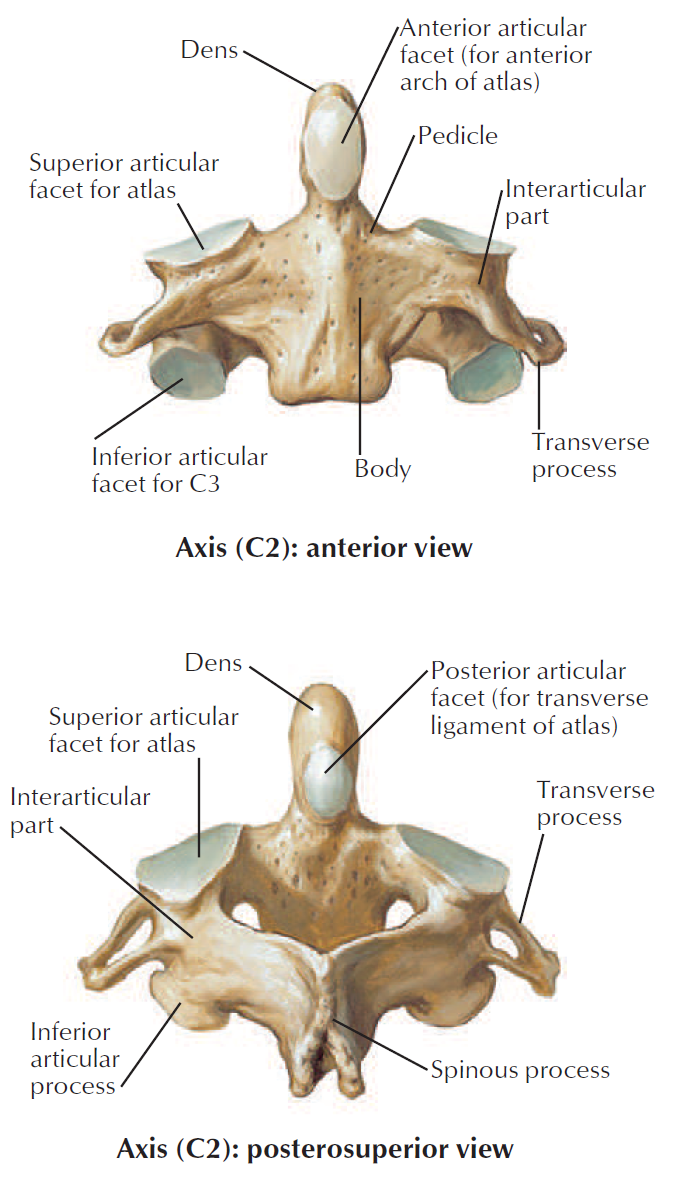 Dens
Anterior articular
facet (for anterior
arch of atlas)
Pedicle
Superior articular
facet for atlas
Interarticular
part
Inferior articular
facet for C3
Body
Transverse
process
Axis (C2): anterior view
Dens
Posterior articular
facet (for transverse
ligament of atlas)
Superior articular
facet for atlas
Interarticular
part
Transverse
process
Inferior
articular
process
Spinous process
Axis (C2): posterosuperior view